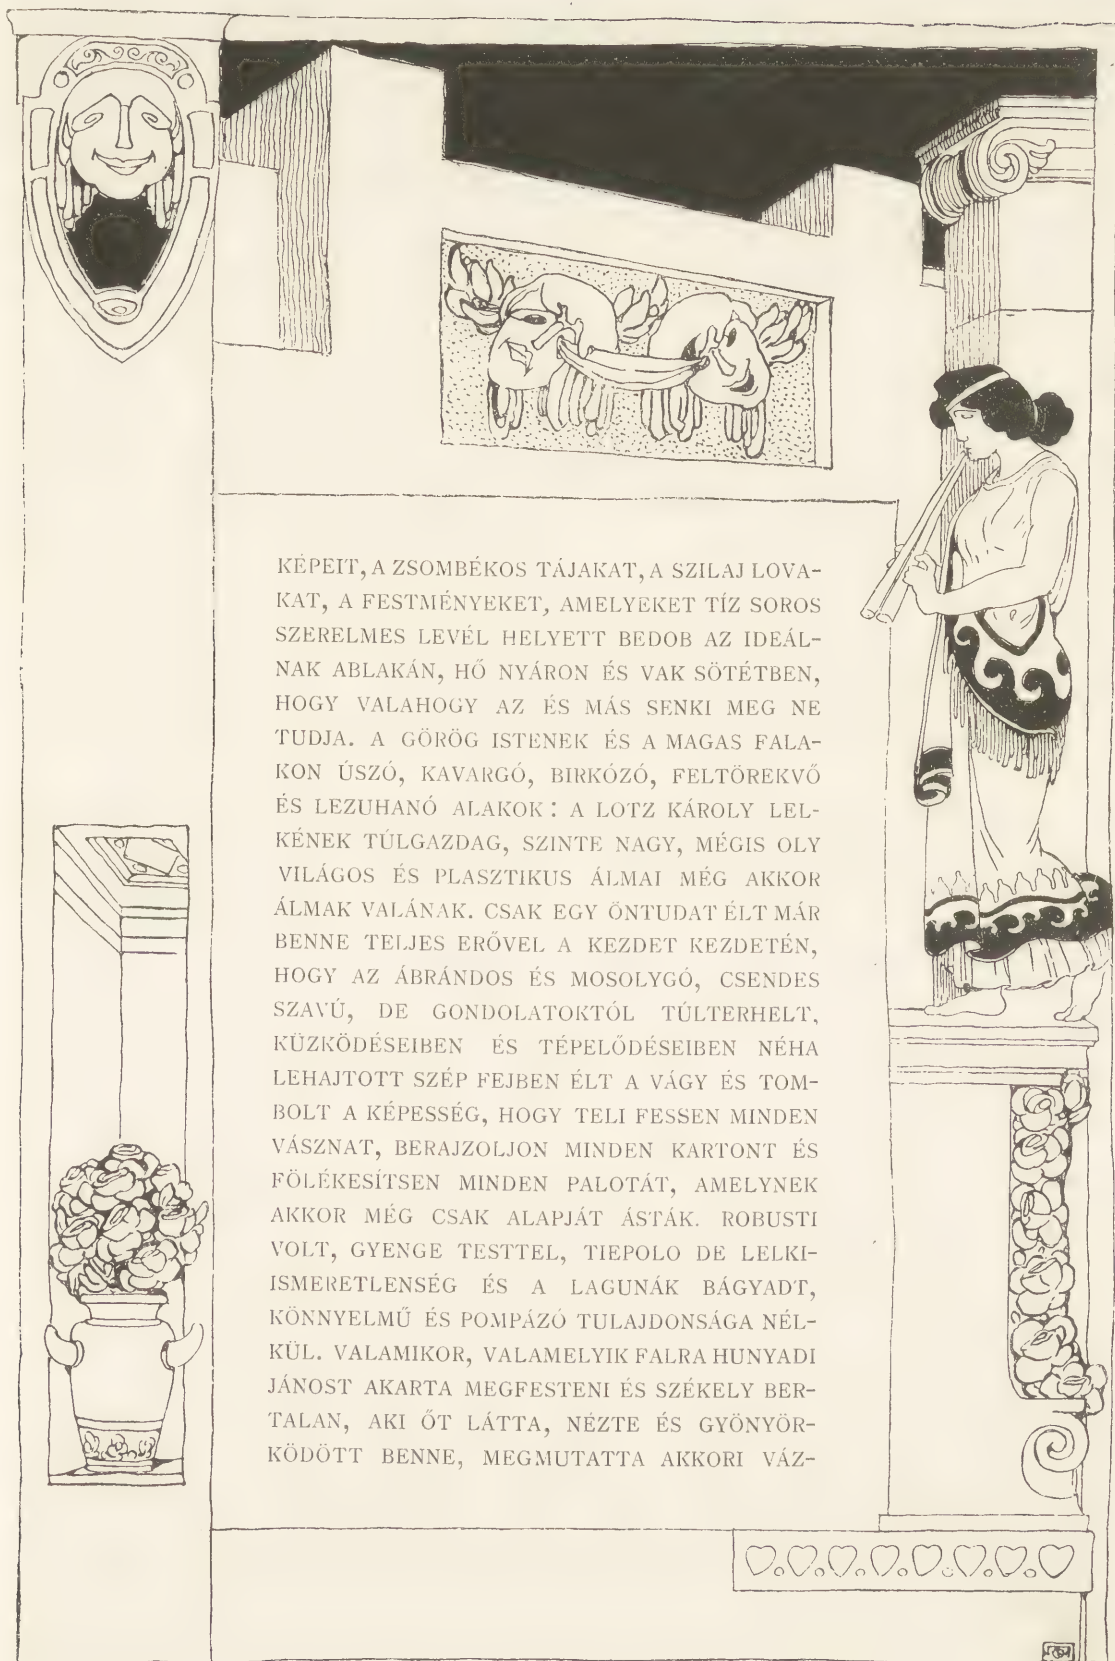 KÉPEIT, A ZSOMBÉKOS TÁJAKAT, A SZILAJ LOVA-
KAT, A FESTMÉNYEKET, AMELYEKET TÍZ SOROS
SZERELMES LEVÉL HELYETT BEDOB AZ IDEÁL-
NAK ABLAKÁN, HŐ NYÁRON ÉS VAK SÖTÉTBEN,
HOGY VALAHOGY AZ ÉS MÁS SENKI MEG NE
TUDJA. A GÖRÖG ISTENEK ÉS A MAGAS FALA-
KON ÚSZÓ, KAVARGÓ, BIRKÓZÓ, FELTÖREKVŐ
ÉS LEZUHANÓ ALAKOK: A LOTZ KÁROLY LEL-
KÉNEK TÚLGAZDAG, SZINTE NAGY, MÉGIS OLY
VILÁGOS ÉS PLASZTIKUS ÁLMAI MÉG AKKOR
ÁLMAK VALÁNAK. CSAK EGY ÖNTUDAT ÉLT MÁR
BENNE TELJES ERŐVEL A KEZDET KEZDETÉN,
HOGY AZ ÁBRÁNDOS ÉS MOSOLYGÓ, CSENDES
SZAVÚ, DE GONDOLATOKTÓL TÚLTERHELT,
KÜZKÖDÉSEIBEN ÉS TÉPELŐDÉSEIBEN NÉHA
LEHAJTOTT SZÉP FEJBEN ÉLT A VÁGY ÉS TOM-
BOLT A KÉPESSÉG, HOGY TELI FESSEN MINDEN
VÁSZNAT, BERAJZOLJON MINDEN KARTONT ÉS
FÖLÉKESÍTSEN MINDEN PALOTÁT, AMELYNEK
AKKOR MÉG CSAK ALAPJÁT ÁSTÁK. ROBUSTI
VOLT, GYENGE TESTTEL, TIEPOLO DE LELKI-
ISMERETLENSÉG ÉS A LAGUNÁK BÁGYADT,
KÖNNYELMŰ ÉS POMPÁZÓ TULAJDONSÁGA NÉL-
KÜL. VALAMIKOR, VALAMELYIK FALRA HUNYADI
JÁNOST AKARTA MEGFESTENI ÉS SZÉKELY BER-
TALAN, AKI ŐT LÁTTA, NÉZTE ÉS GYÖNYÖR-
KÖDÖTT BENNE, MEGMUTATTA AKKORI VÁZ-